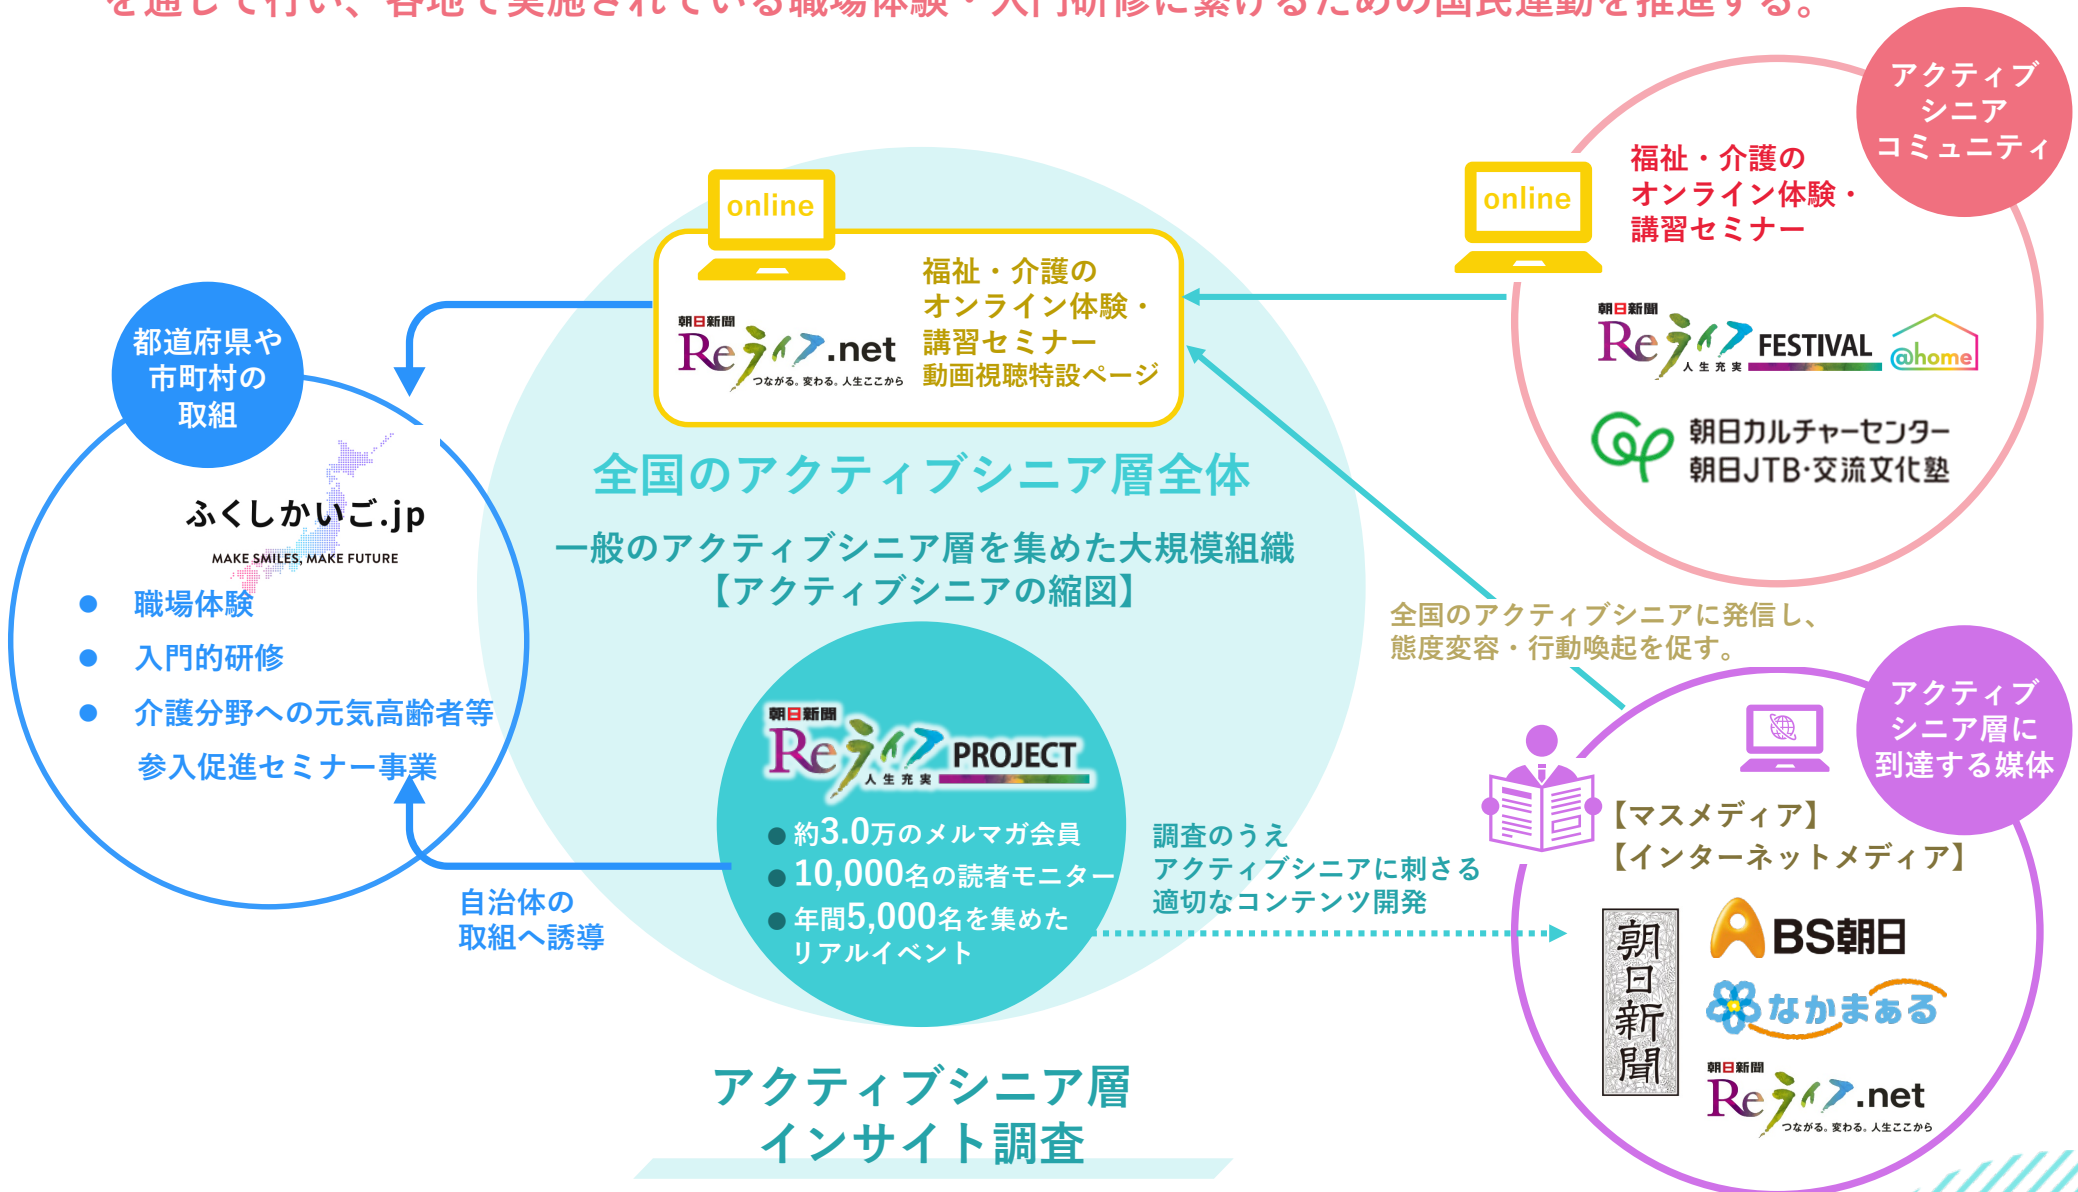 を通じて行い、各地で実施されている職場体験・入門研修に繋げるための国民運動を推進する。
アクティブ
シニア
コミュニティ
online
福祉・介護の
オンライン体験・
講習セミナー
朝日新聞
Reライフ FESTIVAL @home
人生充実
朝日カルチャーセンター
朝日JTB・交流文化塾
online
福祉・介護の
オンライン体験・
講習セミナー
動画視聴特設ページ
朝日新聞
Reライフ.net
つながる。変わる。人生ここから
都道府県や
市町村の
取組
ふくしかいご.jp
MAKE SMILES, MAKE FUTURE
● 職場体験
● 入門的研修
● 介護分野への元気高齢者等
参入促進セミナー事業
全国のアクティブシニア層全体
一般のアクティブシニア層を集めた大規模組織
【アクティブシニアの縮図】
朝日新聞
Reライフ PROJECT
人生充実
● 約3.0万のメルマガ会員
● 10,000名の読者モニター
● 年間5,000名を集めた
リアルイベント
自治体の
取組へ誘導
調査のうえ
アクティブシニアに刺さる
適切なコンテンツ開発
全国のアクティブシニアに発信し、
態度変容・行動喚起を促す。
アクティブ
シニア層に
到達する媒体
【マスメディア】
【インターネットメディア】
朝日新聞
BS朝日
なかまぁる
朝日新聞
Reライフ.net
つながる。変わる。人生ここから
アクティブシニア層
インサイト調査